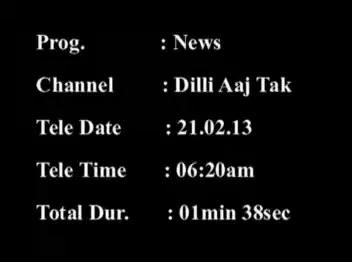 Prog. : News
Channel : Dilli Aaj Tak
Tele Date : 21.02.13
Tele Time : 06:20am
Total Dur. : 01min 38sec